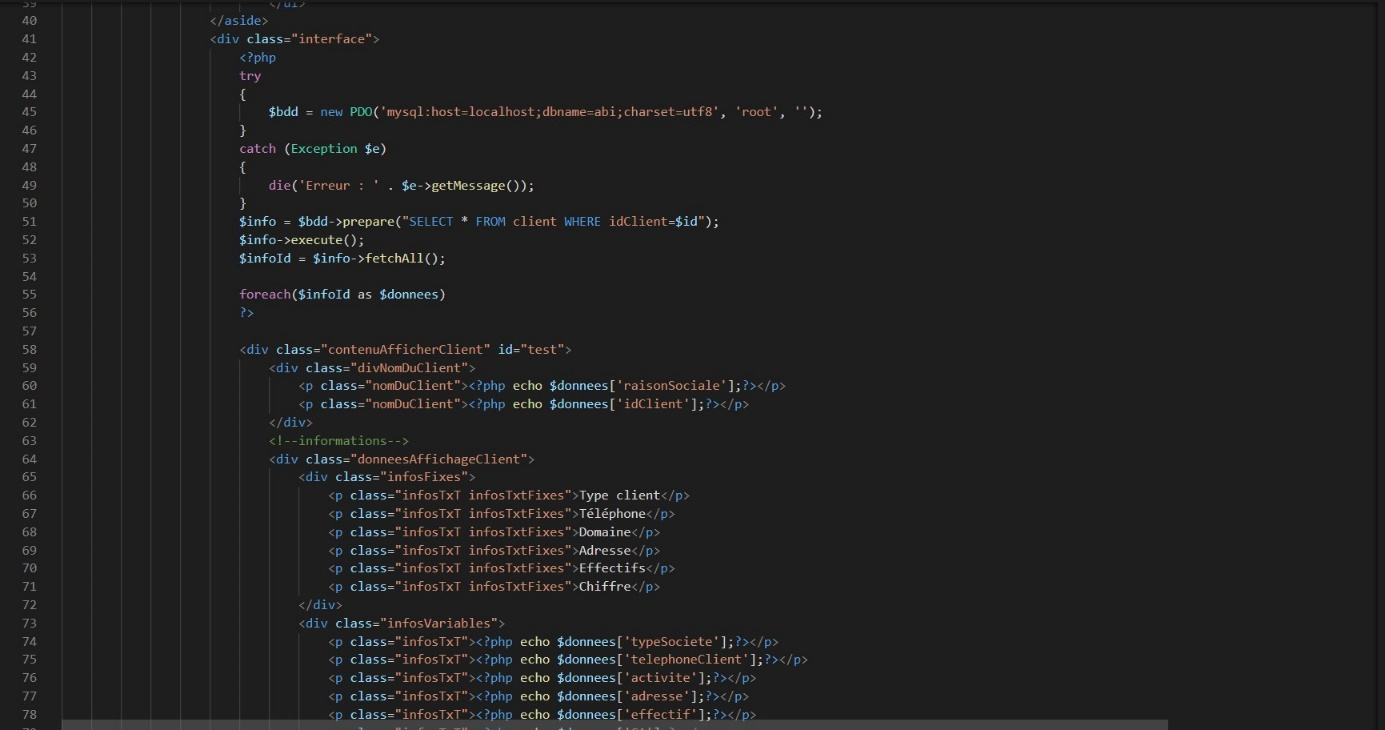 39 </ul>
40 </aside>
41 <div class="interface">
42 <?php
43 try
44 {
45 $bdd = new PDO('mysql:host=localhost;dbname=abi;charset=utf8', 'root', '');
46 }
47 catch (Exception $e)
48 {
49 die('Erreur : ' . $e->getMessage());
50 }
51 $info = $bdd->prepare("SELECT * FROM client WHERE idClient=$id");
52 $info->execute();
53 $infoId = $info->fetchAll();
54
55 foreach($infoId as $donnees)
56 ?>
57
58 <div class="contenuAfficherClient" id="test">
59 <div class="divNomDuClient">
60 <p class="nomDuClient"><?php echo $donnees['raisonSociale'];?></p>
61 <p class="nomDuClient"><?php echo $donnees['idClient'];?></p>
62 </div>
63 <!--informations-->
64 <div class="donneesAffichageClient">
65 <div class="infosFixes">
66 <p class="infosTxT infosTxtFixes">Type client</p>
67 <p class="infosTxT infosTxtFixes">Téléphone</p>
68 <p class="infosTxT infosTxtFixes">Domaine</p>
69 <p class="infosTxT infosTxtFixes">Adresse</p>
70 <p class="infosTxT infosTxtFixes">Effectifs</p>
71 <p class="infosTxT infosTxtFixes">Chiffre</p>
72 </div>
73 <div class="infosVariables">
74 <p class="infosTxT"><?php echo $donnees['typeSociete'];?></p>
75 <p class="infosTxT"><?php echo $donnees['telephoneClient'];?></p>
76 <p class="infosTxT"><?php echo $donnees['activite'];?></p>
77 <p class="infosTxT"><?php echo $donnees['adresse'];?></p>
78 <p class="infosTxT"><?php echo $donnees['effectif'];?></p>